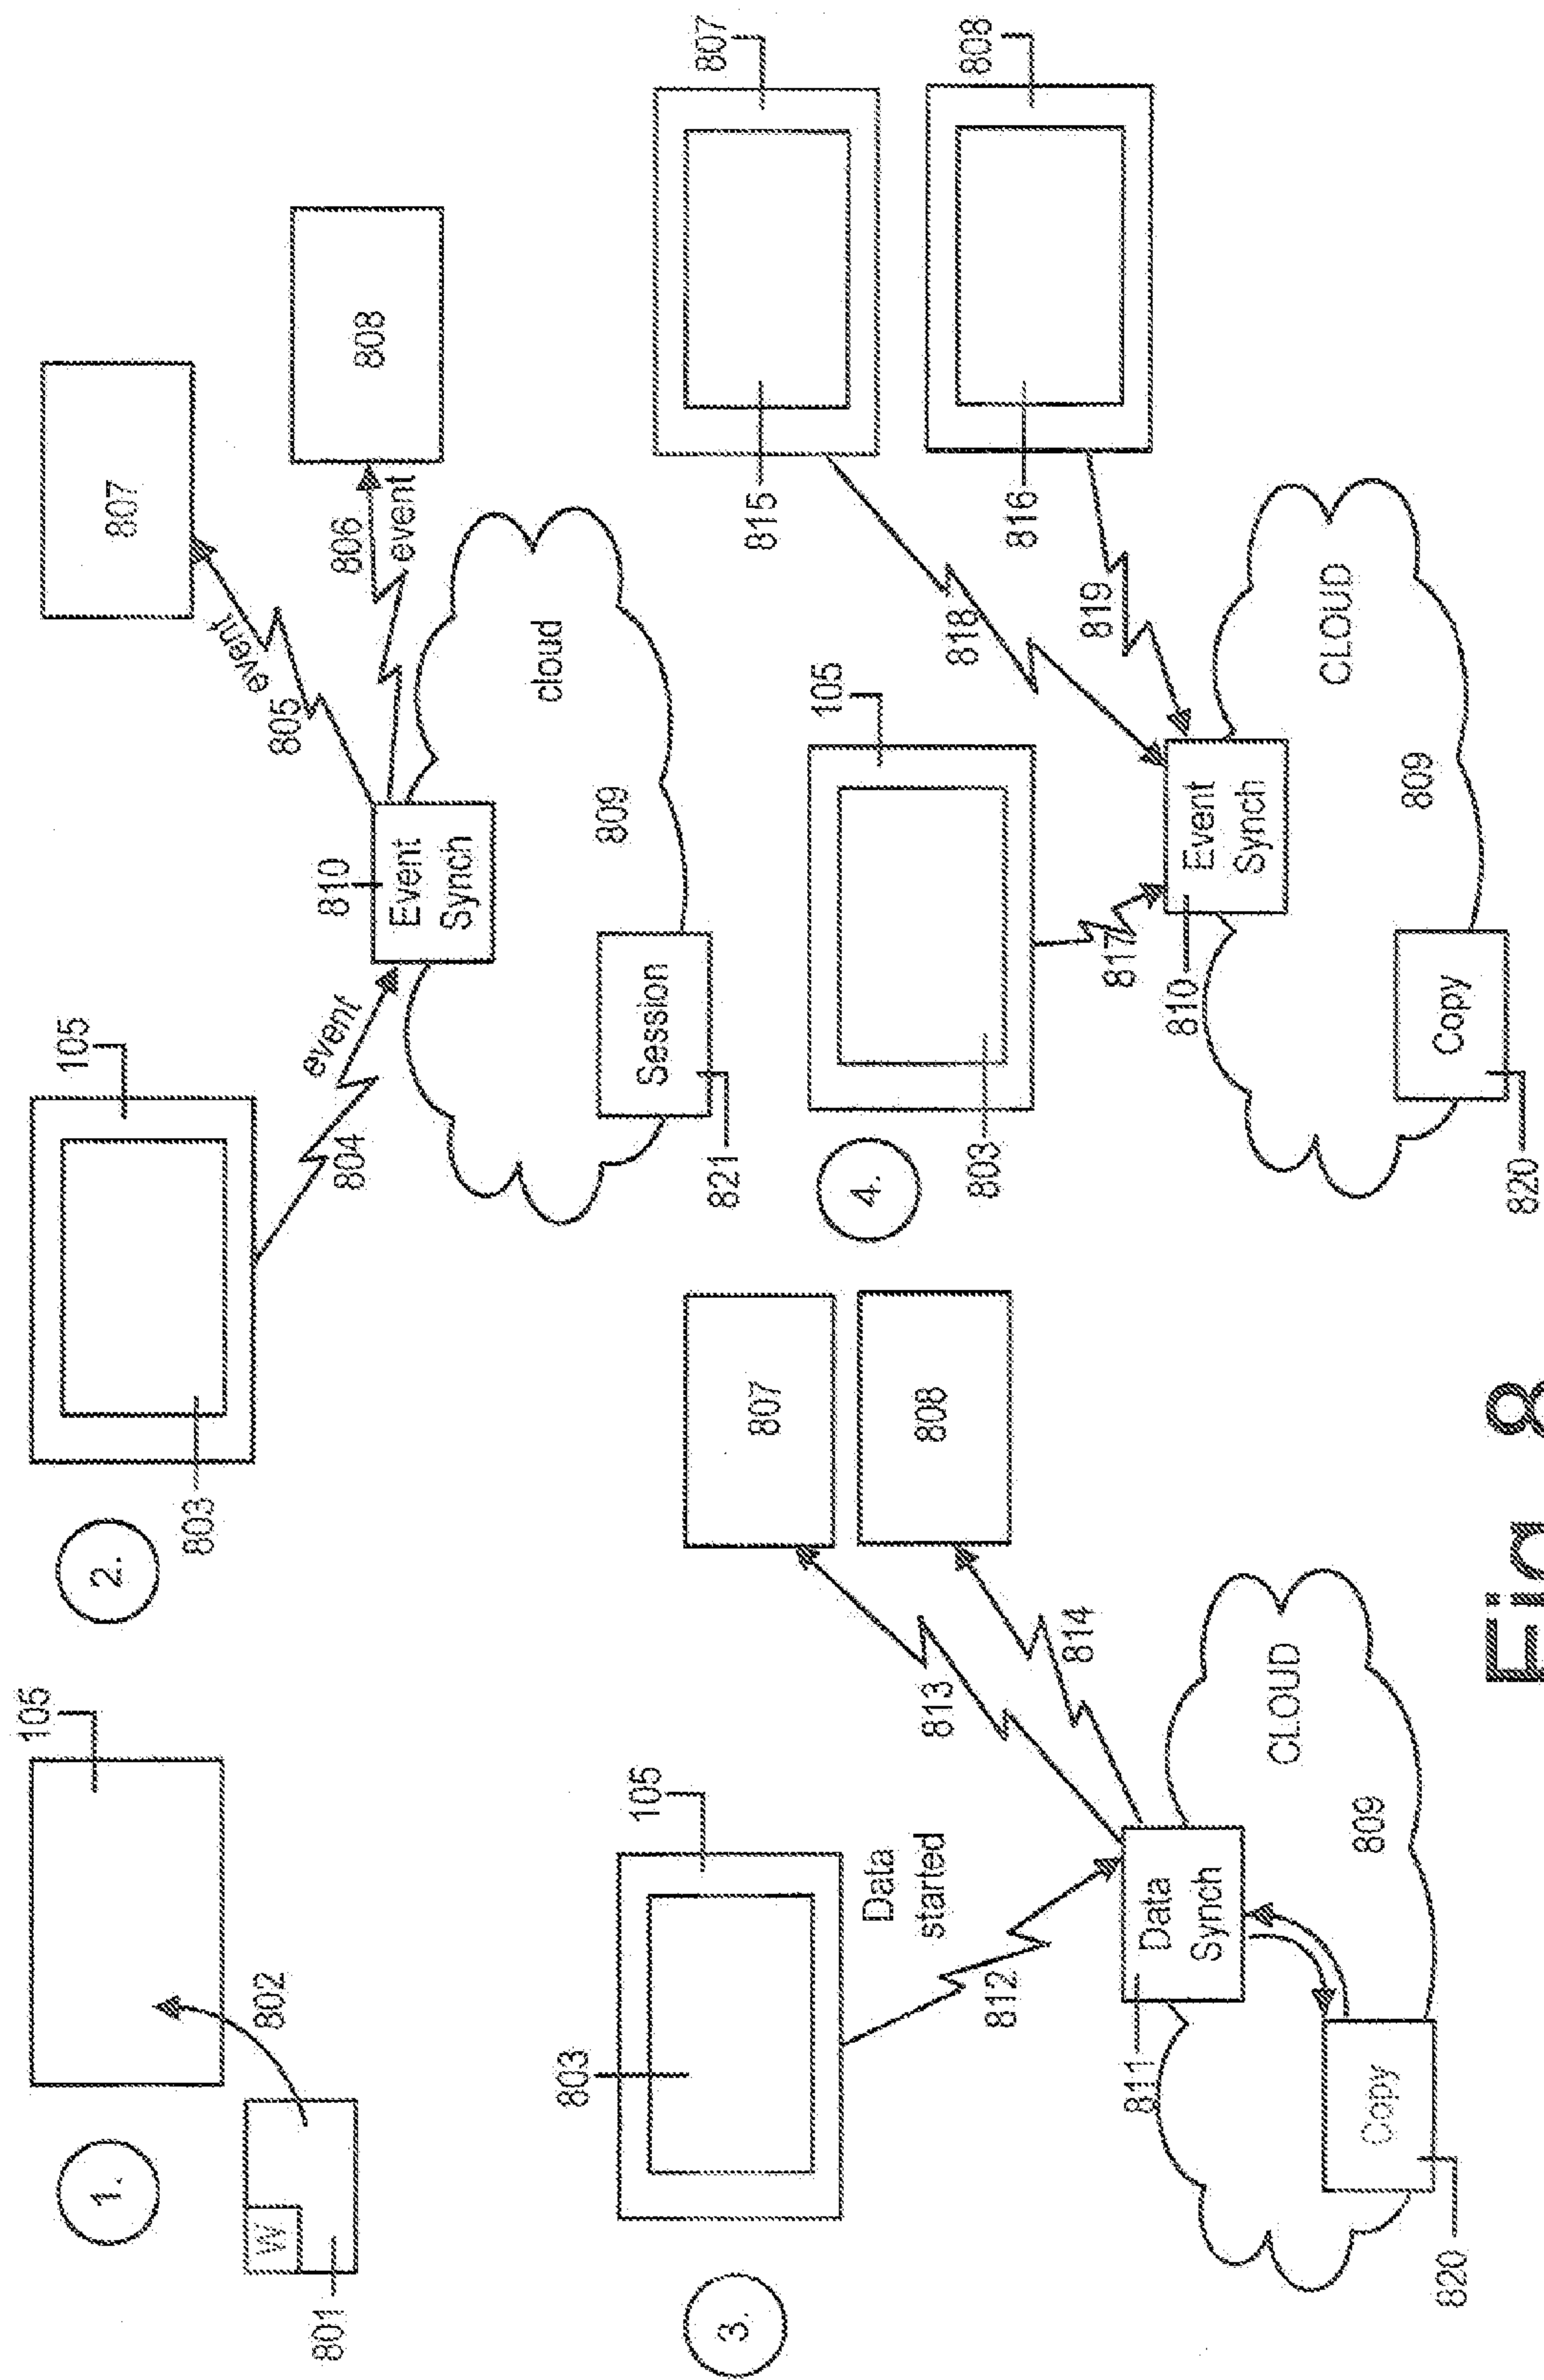 1.
105
802
W
801
2.
105
803
804
event
810
Event
Synch
805
event
806
event
807
808
cloud
809
Session
821
3.
105
803
Data
started
812
811
Data
Synch
813
814
807
808
CLOUD
809
Copy
820
4.
105
803
817
810
Event
Synch
818
819
815
807
816
808
CLOUD
809
Copy
820
Fig. 8